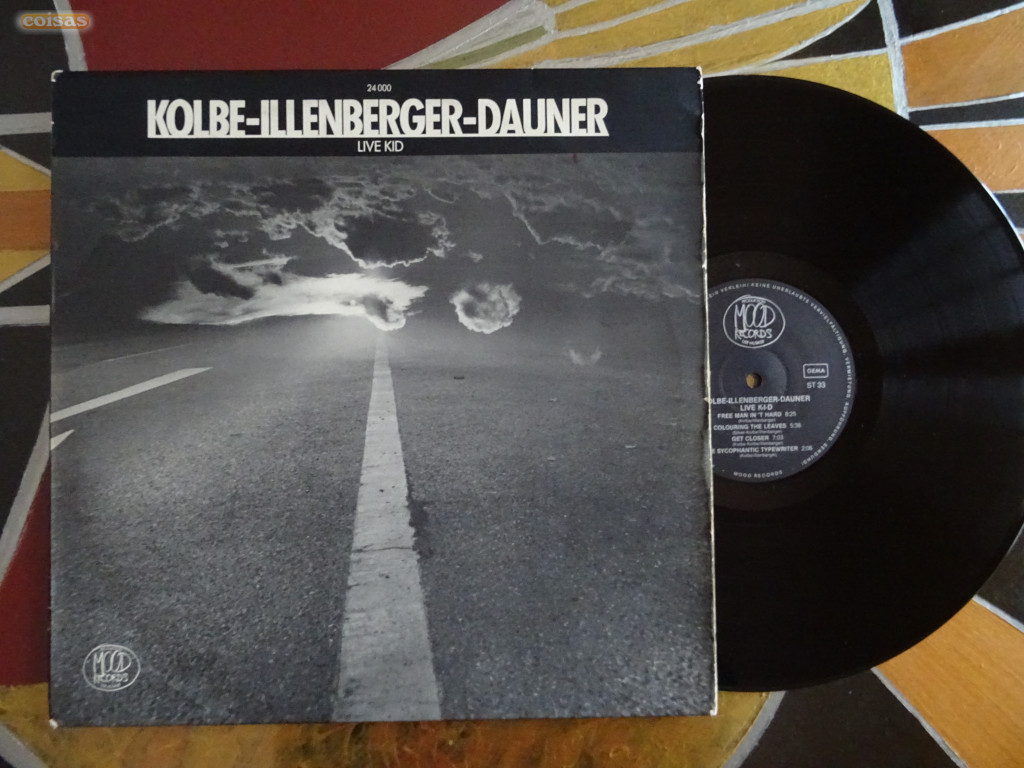 coisas
24 000
KOLBE-ILLENBERGER-DAUNER
LIVE KID
MOOD
RECORDS
MOOD
RECORDS
GEMA
ST 33
OLBE-ILLENBERGER-DAUNER
LIVE KI-D
FREE MAN IN 'T HARD 8:25
COLOURING THE LEAVES 5:36
GET CLOSER 7:03
E SYCOPHANTIC TYPEWRITER 2:06
MOOD RECORDS